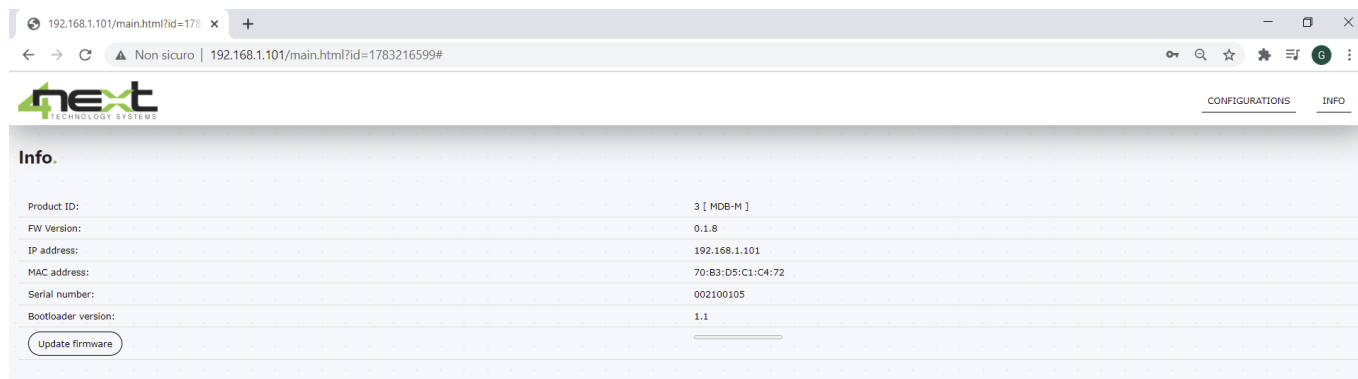 192.168.1.101/main.html?id=178
Non sicuro | 192.168.1.101/main.html?id=1783216599#
G
4next
TECHNOLOGY SYSTEMS
CONFIGURATIONS INFO
Info.
Product ID: 3 [ MDB-M ]
FW Version: 0.1.8
IP address: 192.168.1.101
MAC address: 70:B3:D5:C1:C4:72
Serial number: 002100105
Bootloader version: 1.1
Update firmware